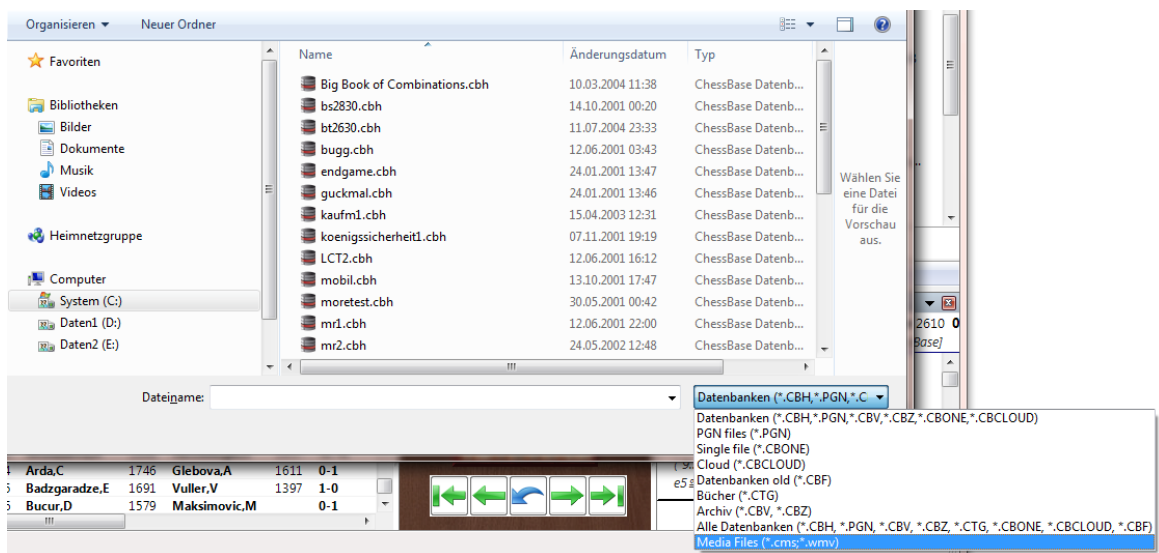 Organisieren Neuer Ordner
Favoriten
Bibliotheken
Bilder
Dokumente
Musik
Videos
Heimnetzgruppe
Computer
System (C:)
Daten1 (D:)
Daten2 (E:)
Name Änderungsdatum Typ
Big Book of Combinations.cbh 10.03.2004 11:38 ChessBase Datenb...
bs2830.cbh 14.10.2001 00:20 ChessBase Datenb...
bt2630.cbh 11.07.2004 23:33 ChessBase Datenb...
bugg.cbh 12.06.2001 03:43 ChessBase Datenb...
endgame.cbh 24.01.2001 13:47 ChessBase Datenb...
guckmal.cbh 24.01.2001 13:46 ChessBase Datenb...
kaufm1.cbh 15.04.2003 12:31 ChessBase Datenb...
koenigssicherheit1.cbh 07.11.2001 19:19 ChessBase Datenb...
LCT2.cbh 12.06.2001 16:12 ChessBase Datenb...
mobil.cbh 13.10.2001 17:47 ChessBase Datenb...
moretest.cbh 30.05.2001 00:42 ChessBase Datenb...
mr1.cbh 12.06.2001 22:00 ChessBase Datenb...
mr2.cbh 24.05.2002 12:48 ChessBase Datenb...
Wählen Sie
eine Datei
für die
Vorschau
aus.
2610 0
Base]
Dateiname:
Datenbanken (*.CBH,*.PGN,*.C
Datenbanken (*.CBH,*.PGN,*.CBV,*.CBZ,*.CBONE,*.CBCLOUD)
PGN files (*.PGN)
Single file (*.CBONE)
Cloud (*.CBCLOUD)
Datenbanken old (*.CBF)
Bücher (*.CTG)
Archiv (*.CBV, *.CBZ)
Alle Datenbanken (*.CBH, *.PGN, *.CBV, *.CBZ, *.CTG, *.CBONE, *.CBCLOUD, *.CBF)
Media Files (*.cms;*.wmv)
Arda,C 1746 Glebova,A 1611 0-1
Badzgaradze,E 1691 Vuller,V 1397 1-0
Bucur,D 1579 Maksimovic,M 0-1
e5